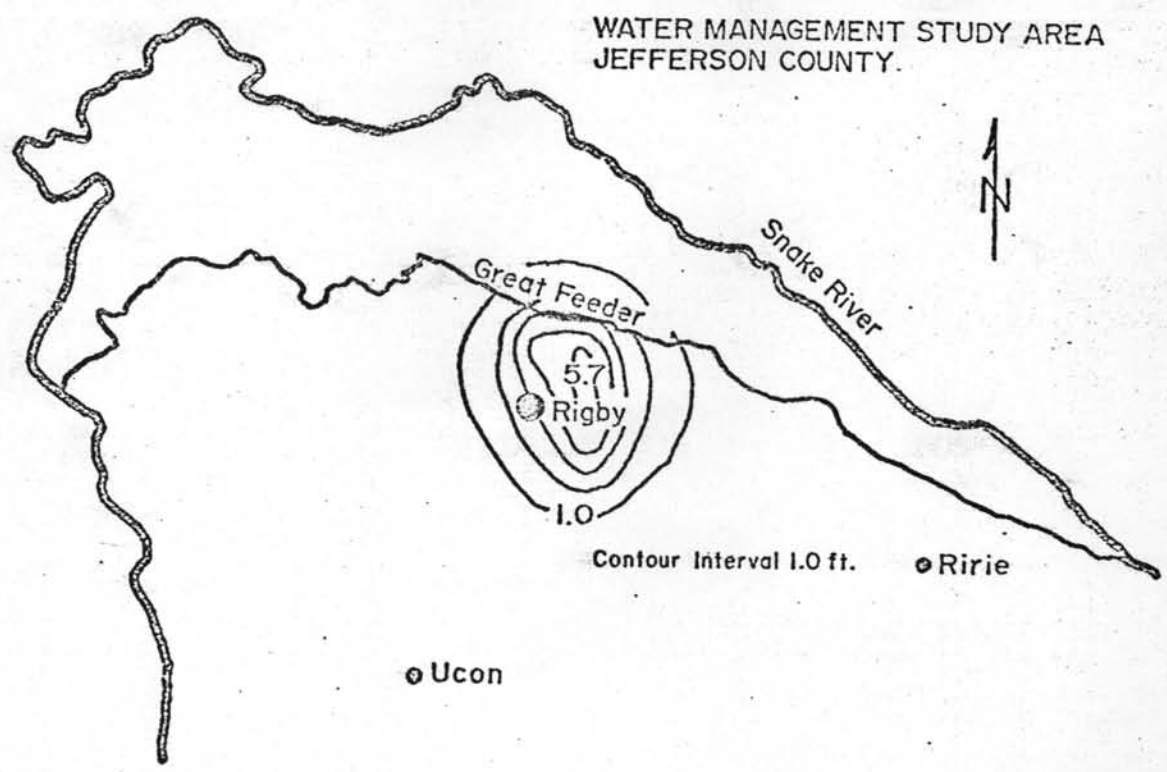 WATER MANAGEMENT STUDY AREA
JEFFERSON COUNTY.
N
Snake River
Great Feeder
5.7
Rigby
1.0
Contour Interval 1.0 ft.
Ririe
Ucon